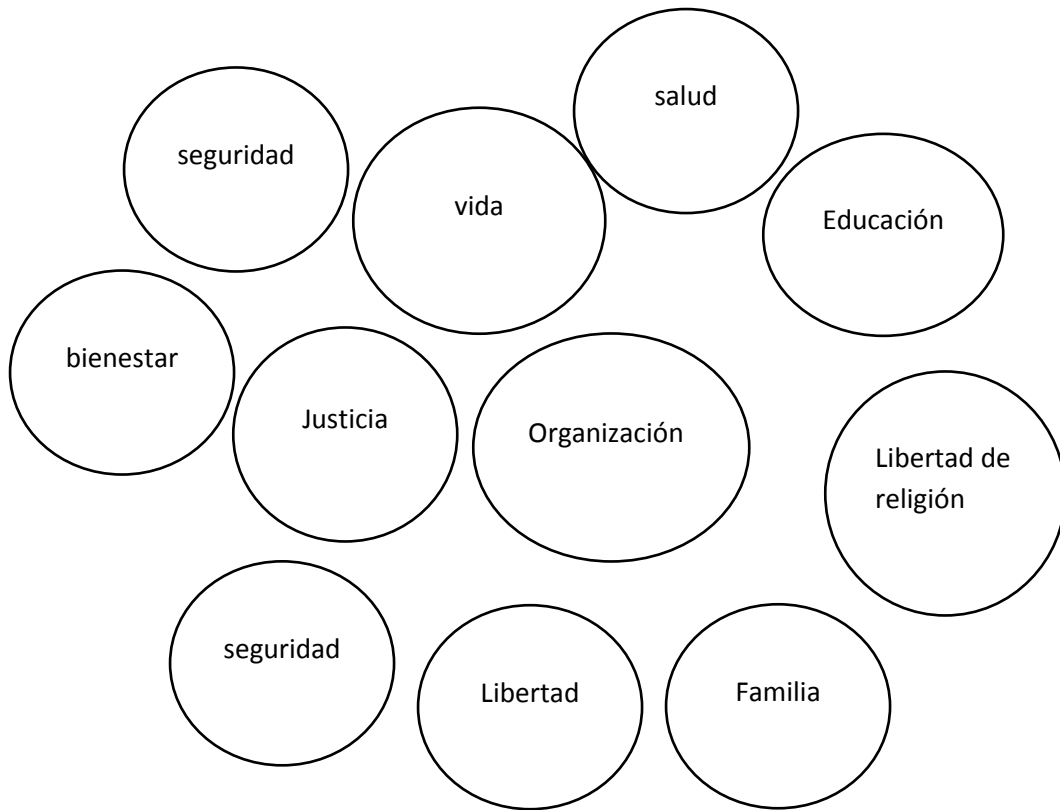 salud
seguridad
vida
Educación
bienestar
Justicia
Organización
Libertad de
religión
seguridad
Libertad
Familia